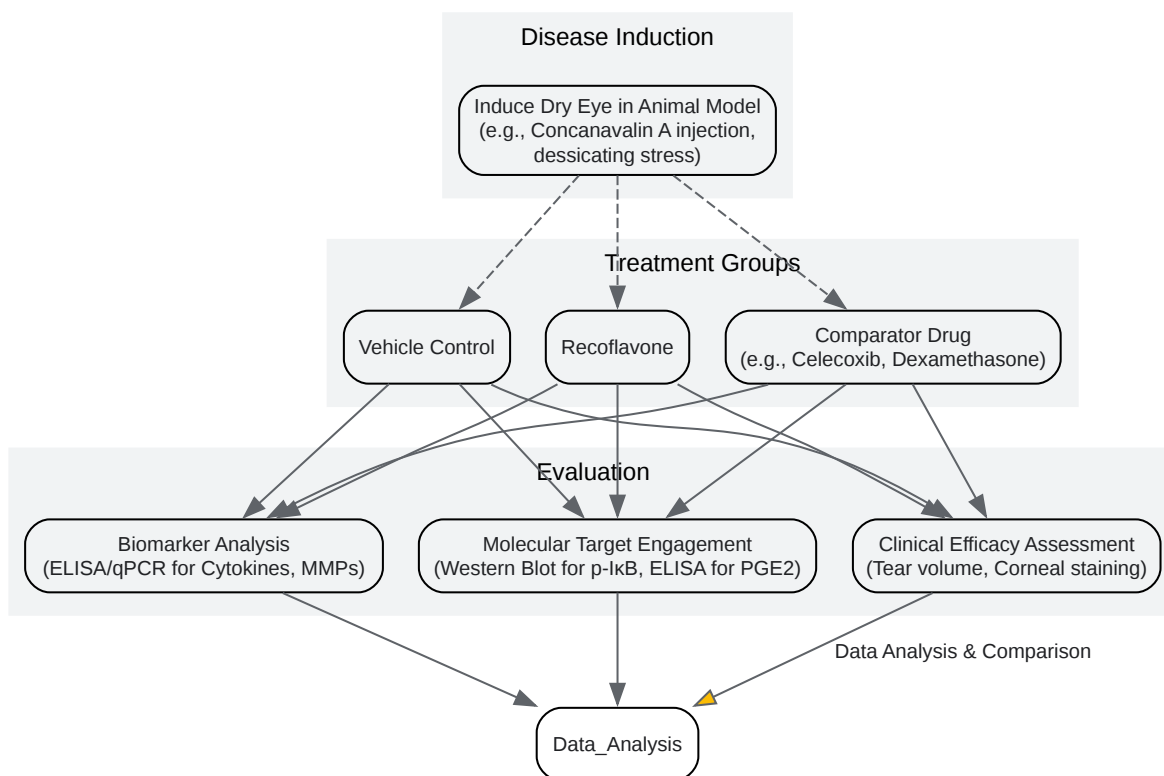 Disease Induction
Induce Dry Eye in Animal Model
(e.g., Concanavalin A injection,
dessicating stress)
Treatment Groups
Vehicle Control
Recoflavone
Comparator Drug
(e.g., Celecoxib, Dexamethasone)
Evaluation
Biomarker Analysis
(ELISA/qPCR for Cytokines, MMPs)
Molecular Target Engagement
(Western Blot for p-IκB, ELISA for PGE2)
Clinical Efficacy Assessment
(Tear volume, Corneal staining)
Data Analysis & Comparison
Data_Analysis